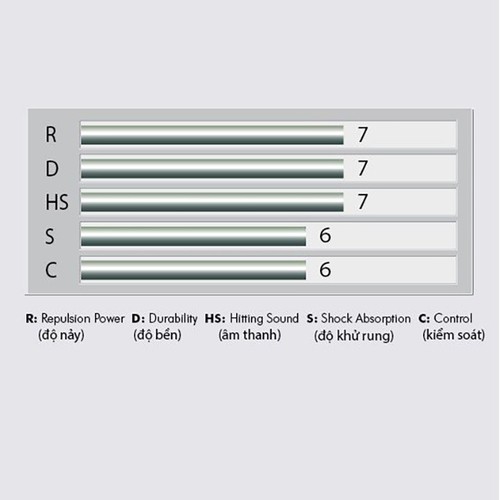 R 7
D 7
HS 7
S 6
C 6
R: Repulsion Power D: Durability HS: Hitting Sound S: Shock Absorption C: Control
(độ nảy) (độ bền) (âm thanh) (độ khử rung) (kiểm soát)